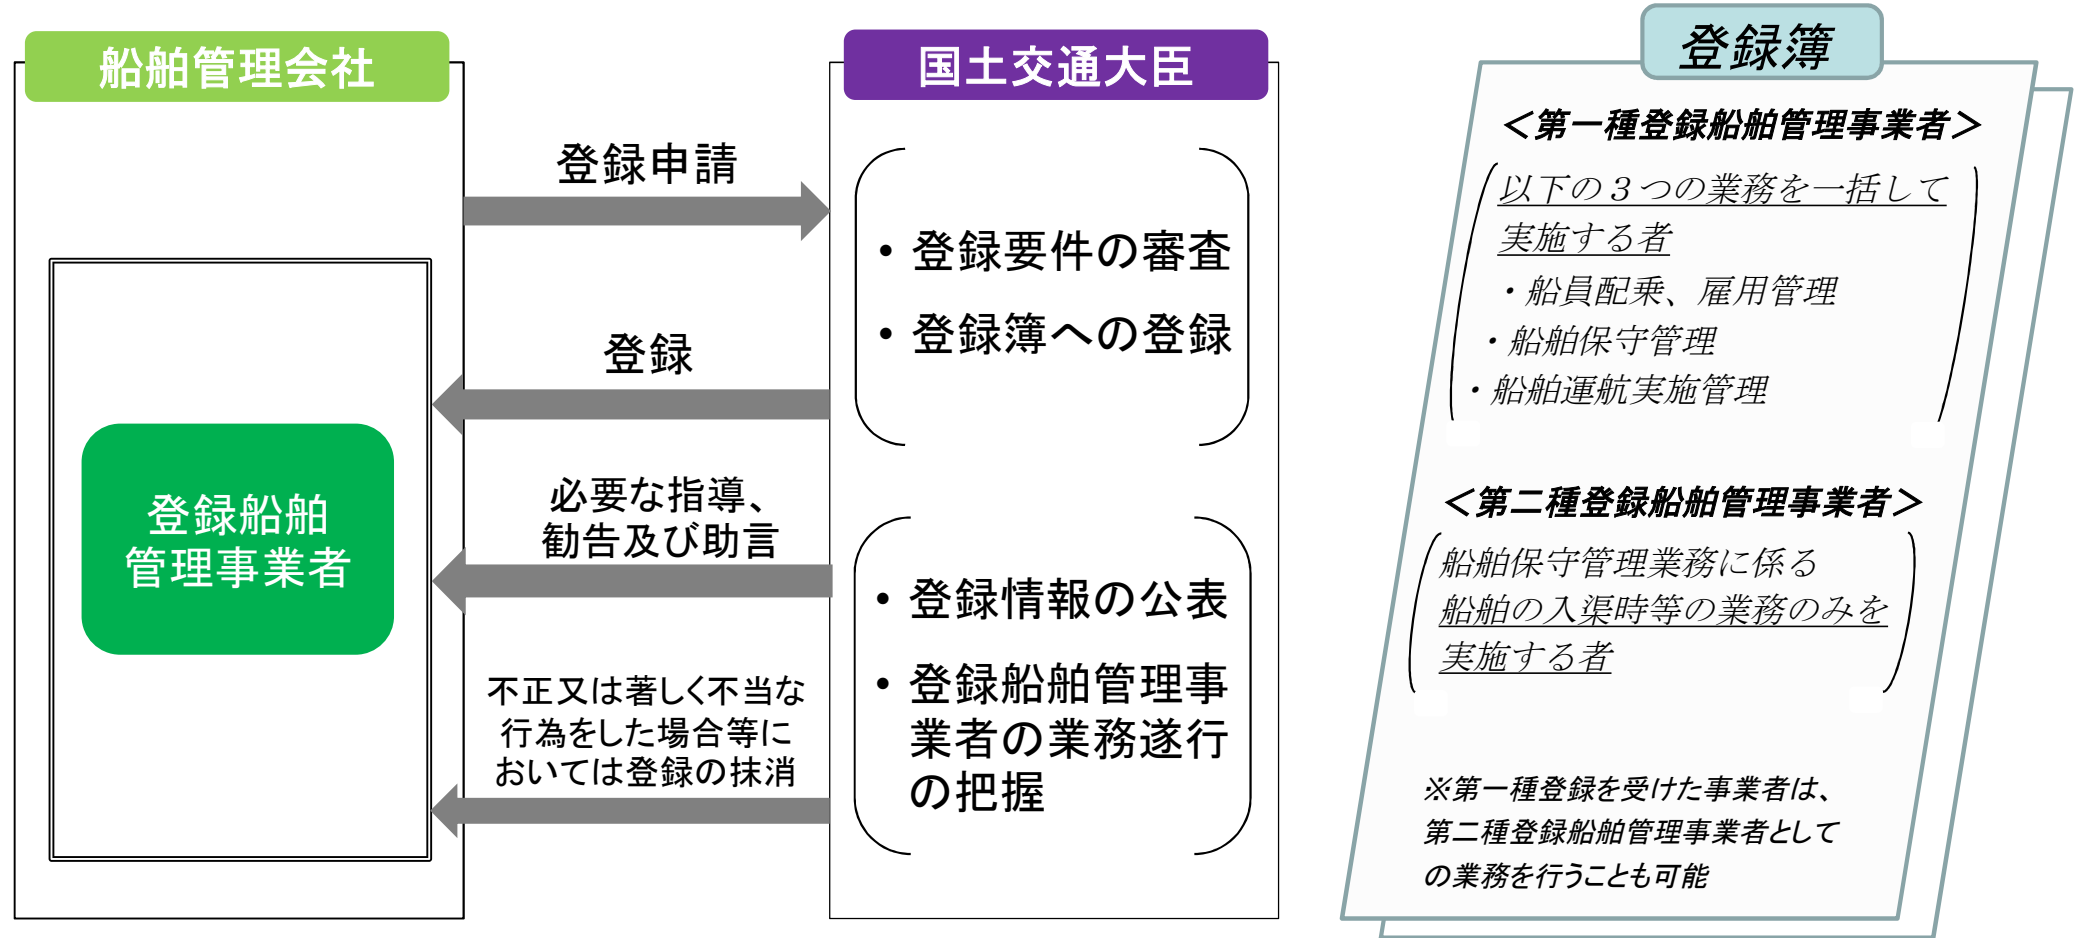 船舶管理会社
登録船舶
管理事業者
登録申請
登録
必要な指導、
勧告及び助言
不正又は著しく不当な
行為をした場合等に
おいては登録の抹消
国土交通大臣
・登録要件の審査
・登録簿への登録
・登録情報の公表
・登録船舶管理事
業者の業務遂行
の把握
登録簿
＜第一種登録船舶管理事業者＞
以下の３つの業務を一括して
実施する者
・船員配乗、雇用管理
・船舶保守管理
・船舶運航実施管理
＜第二種登録船舶管理事業者＞
船舶保守管理業務に係る
船舶の入渠時等の業務のみを
実施する者
※第一種登録を受けた事業者は、
第二種登録船舶管理事業者として
の業務を行うことも可能